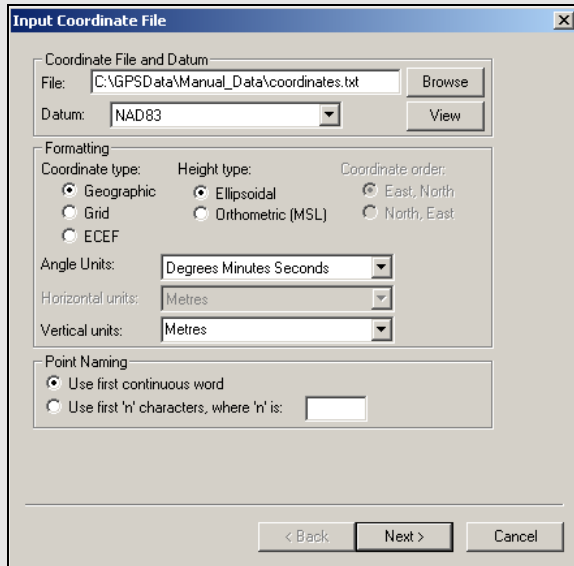 Input Coordinate File
Coordinate File and Datum
File: C:\GPSData\Manual_Data\coordinates.txt Browse
Datum: NAD83 View
Formatting
Coordinate type: Height type: Coordinate order:
Geographic Ellipsoidal East, North
Grid Orthometric (MSL) North, East
ECEF
Angle Units: Degrees Minutes Seconds
Horizontal units: Metres
Vertical units: Metres
Point Naming
Use first continuous word
Use first 'n' characters, where 'n' is:
< Back Next > Cancel